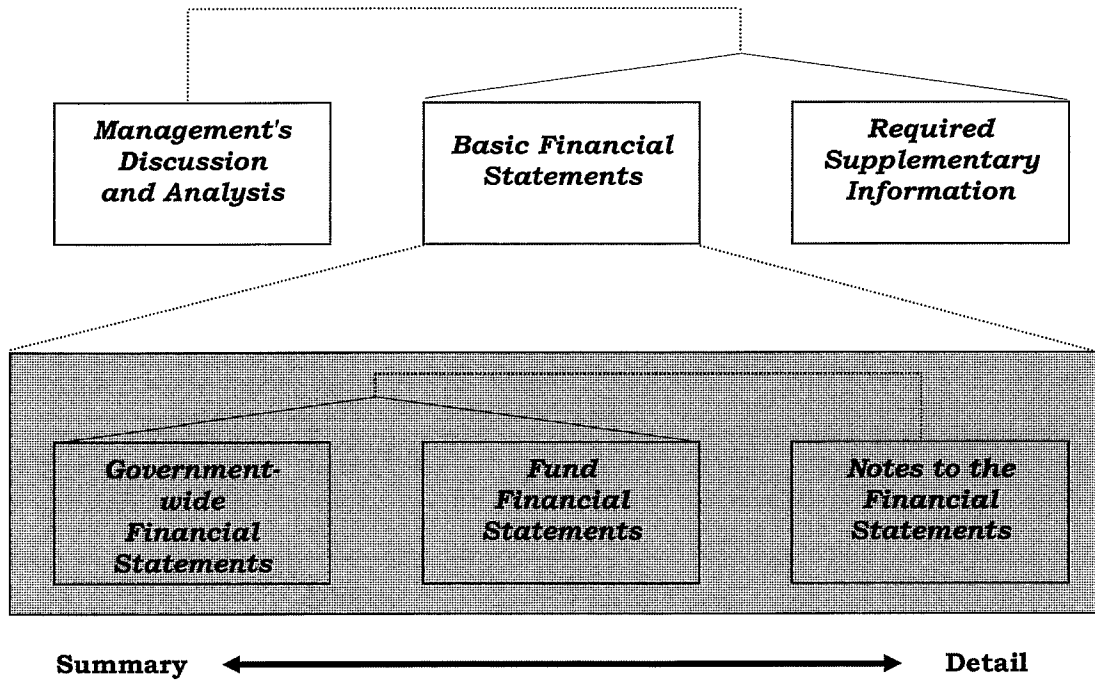 Management's
Discussion
and Analysis
Basic Financial
Statements
Required
Supplementary
Information
Government-
wide
Financial
Statements
Fund
Financial
Statements
Notes to the
Financial
Statements
Summary
Detail